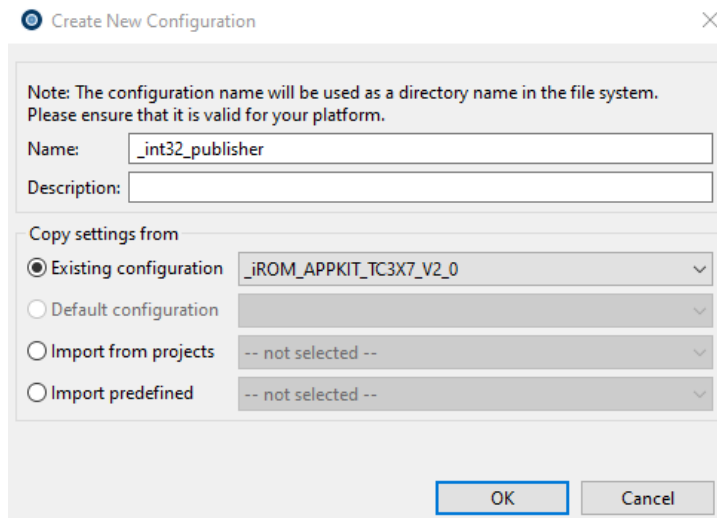 Create New Configuration
Note: The configuration name will be used as a directory name in the file system.
Please ensure that it is valid for your platform.
Name: _int32_publisher
Description:
Copy settings from
Existing configuration _iROM_APPKIT_TC3X7_V2_0
Default configuration
Import from projects -- not selected --
Import predefined -- not selected --
OK Cancel